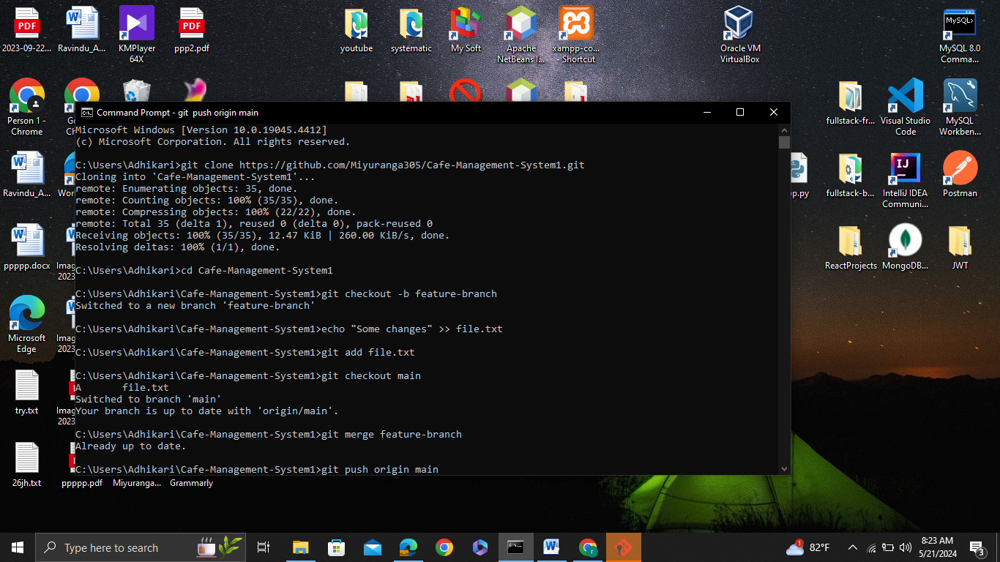 PDF
PDF
2023-09-22...
Ravindu_A...
KMPlayer
64X
ppp2.pdf
youtube
systematic
My Soft
Apache
NetBeans I...
xampp-co...
- Shortcut
Oracle VM
VirtualBox
MySQL>
MySQL 8.0
Comma...
Person 1 -
Chrome
fullstack-fr...
Visual Studio
Code
MySQL
Workben...
Command Prompt - git  push origin main
Microsoft Windows [Version 10.0.19045.4412]
(c) Microsoft Corporation. All rights reserved.
C:\Users\Adhikari>git clone https://github.com/Miyuranga305/Cafe-Management-System1.git
Cloning into 'Cafe-Management-System1'...
remote: Enumerating objects: 35, done.
remote: Counting objects: 100% (35/35), done.
remote: Compressing objects: 100% (22/22), done.
remote: Total 35 (delta 1), reused 0 (delta 0), pack-reused 0
Receiving objects: 100% (35/35), 12.47 KiB | 260.00 KiB/s, done.
Resolving deltas: 100% (1/1), done.
C:\Users\Adhikari>cd Cafe-Management-System1
C:\Users\Adhikari\Cafe-Management-System1>git checkout -b feature-branch
Switched to a new branch 'feature-branch'
C:\Users\Adhikari\Cafe-Management-System1>echo "Some changes" >> file.txt
C:\Users\Adhikari\Cafe-Management-System1>git add file.txt
C:\Users\Adhikari\Cafe-Management-System1>git checkout main
A       file.txt
Switched to branch 'main'
Your branch is up to date with 'origin/main'.
C:\Users\Adhikari\Cafe-Management-System1>git merge feature-branch
Already up to date.
C:\Users\Adhikari\Cafe-Management-System1>git push origin main
Ravindu_A...
fullstack-b...
IJ
IntelliJ IDEA
Communi...
Postman
ppppp.docx
Imag
2023
ReactProjects
MongoDB...
JWT
Microsoft
Edge
Imag
2023
try.txt
Imag
2023
26jh.txt
ppppp.pdf
Miyuranga...
Grammarly
Type here to search
1
82°F
8:23 AM
5/21/2024
3